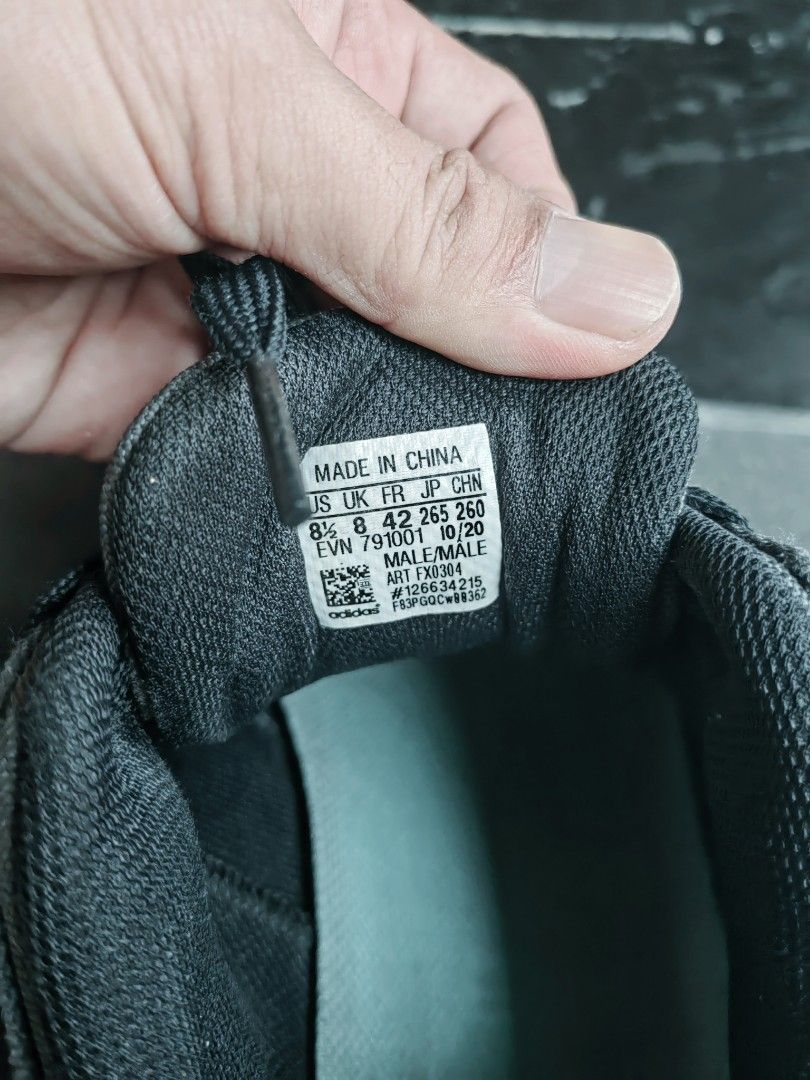 MADE IN CHINA
US UK FR JP CHN
8½ 8 42 265 260
EVN 791001 10/20
MALE/MÂLE
ART FX0304
#126634215
adidas